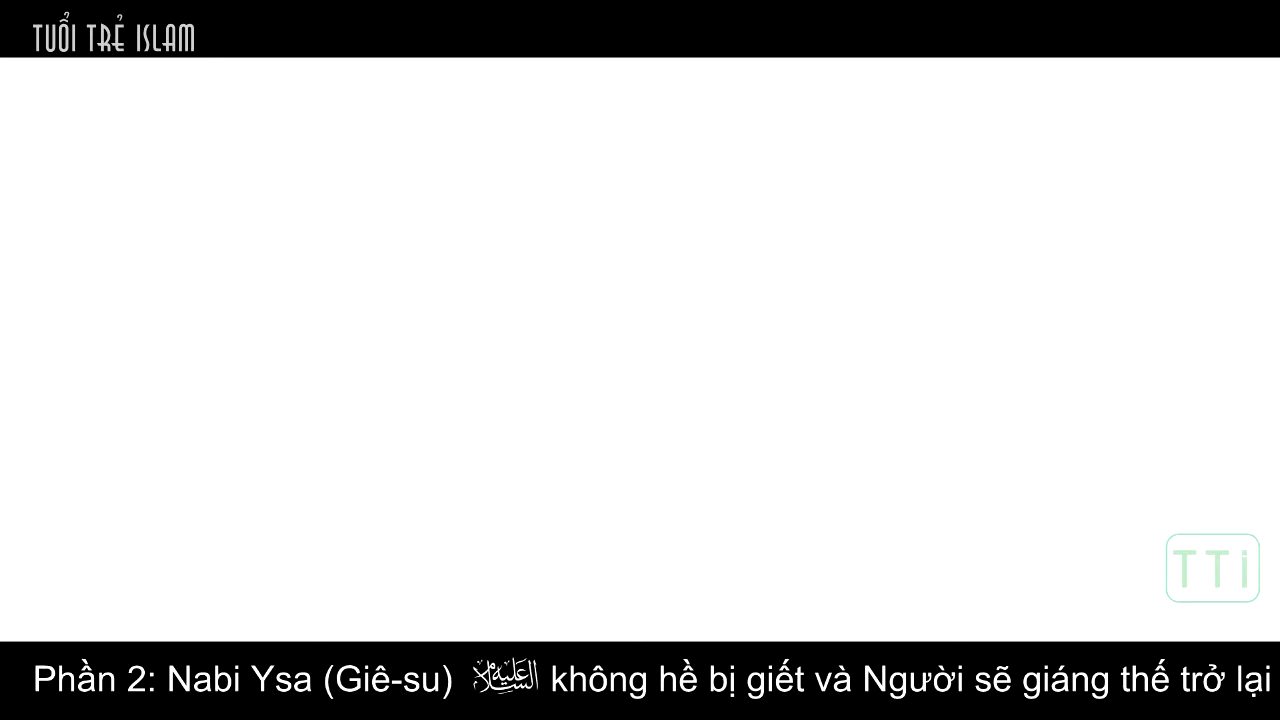 TUỔI TRẺ ISLAM
TTi
Phần 2: Nabi Ysa (Giê-su) عليه السلام không hề bị giết và Người sẽ giáng thế trở lại